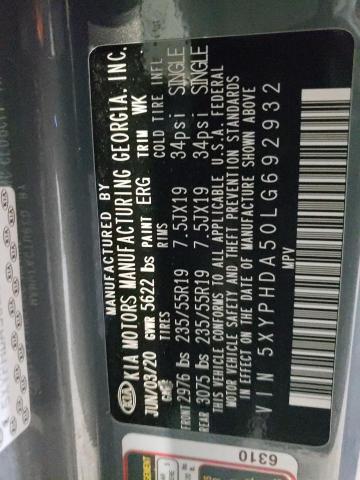 MANUFACTURED BY
KIA MOTORS MANUFACTURING GEORGIA, INC.
KIA
JUN/03/20 GVWR 5622 lbs PAINT ERG TRIM WK
RIMS COLD TIRE INFL
FRONT 2976 lbs 235/55R19 7.5JX19 34psi SINGLE
REAR 3075 lbs 235/55R19 7.5JX19 34psi SINGLE
THIS VEHICLE CONFORMS TO ALL APPLICABLE U.S.A. FEDERAL
MOTOR VEHICLE SAFETY AND THEFT PREVENTION STANDARDS
IN EFFECT ON THE DATE OF MANUFACTURE SHOWN ABOVE
VIN 5XYPHDA50LG692932
MPV
6310